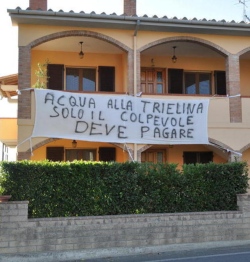 ACQUA ALLA TRIELINA
SOLO IL COLPEVOLE
DEVE PAGARE